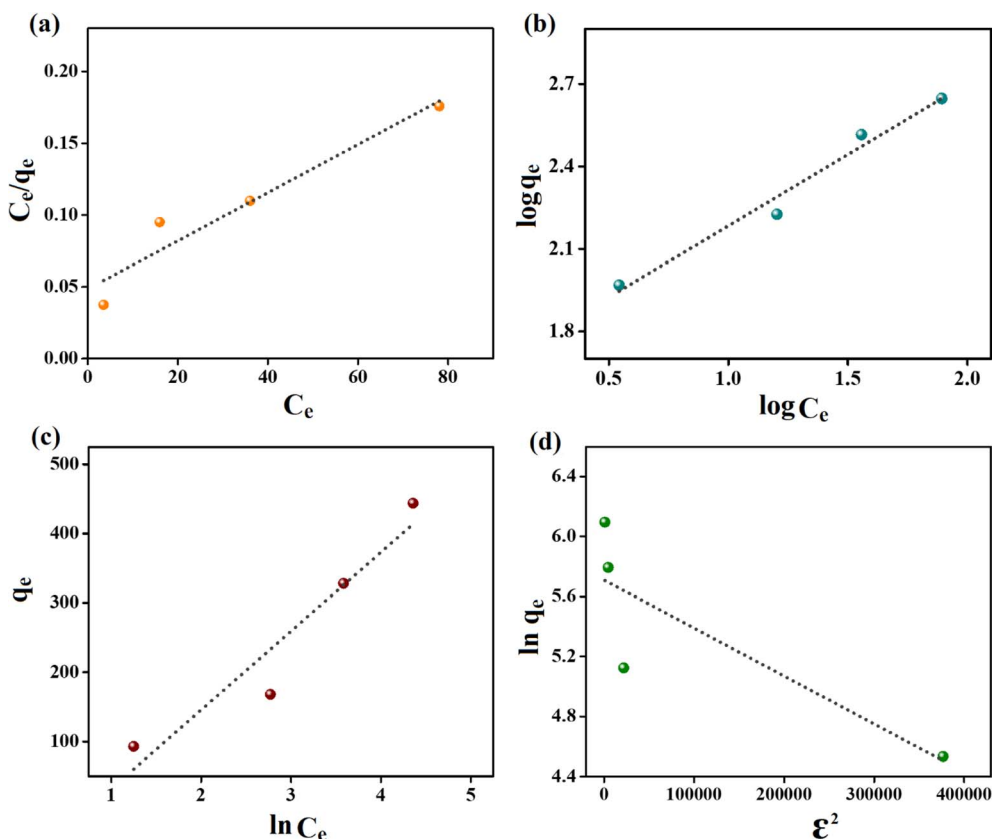 (a)
0.20
0.15
0.10
0.05
0.00
0 20 40 60 80
Ce/qe
Ce
(b)
2.7
2.4
2.1
1.8
0.5 1.0 1.5 2.0
log qe
log Ce
(c)
500
400
300
200
100
1 2 3 4 5
qe
ln Ce
(d)
6.4
6.0
5.6
5.2
4.8
4.4
0 100000 200000 300000 400000
ln qe
ε²